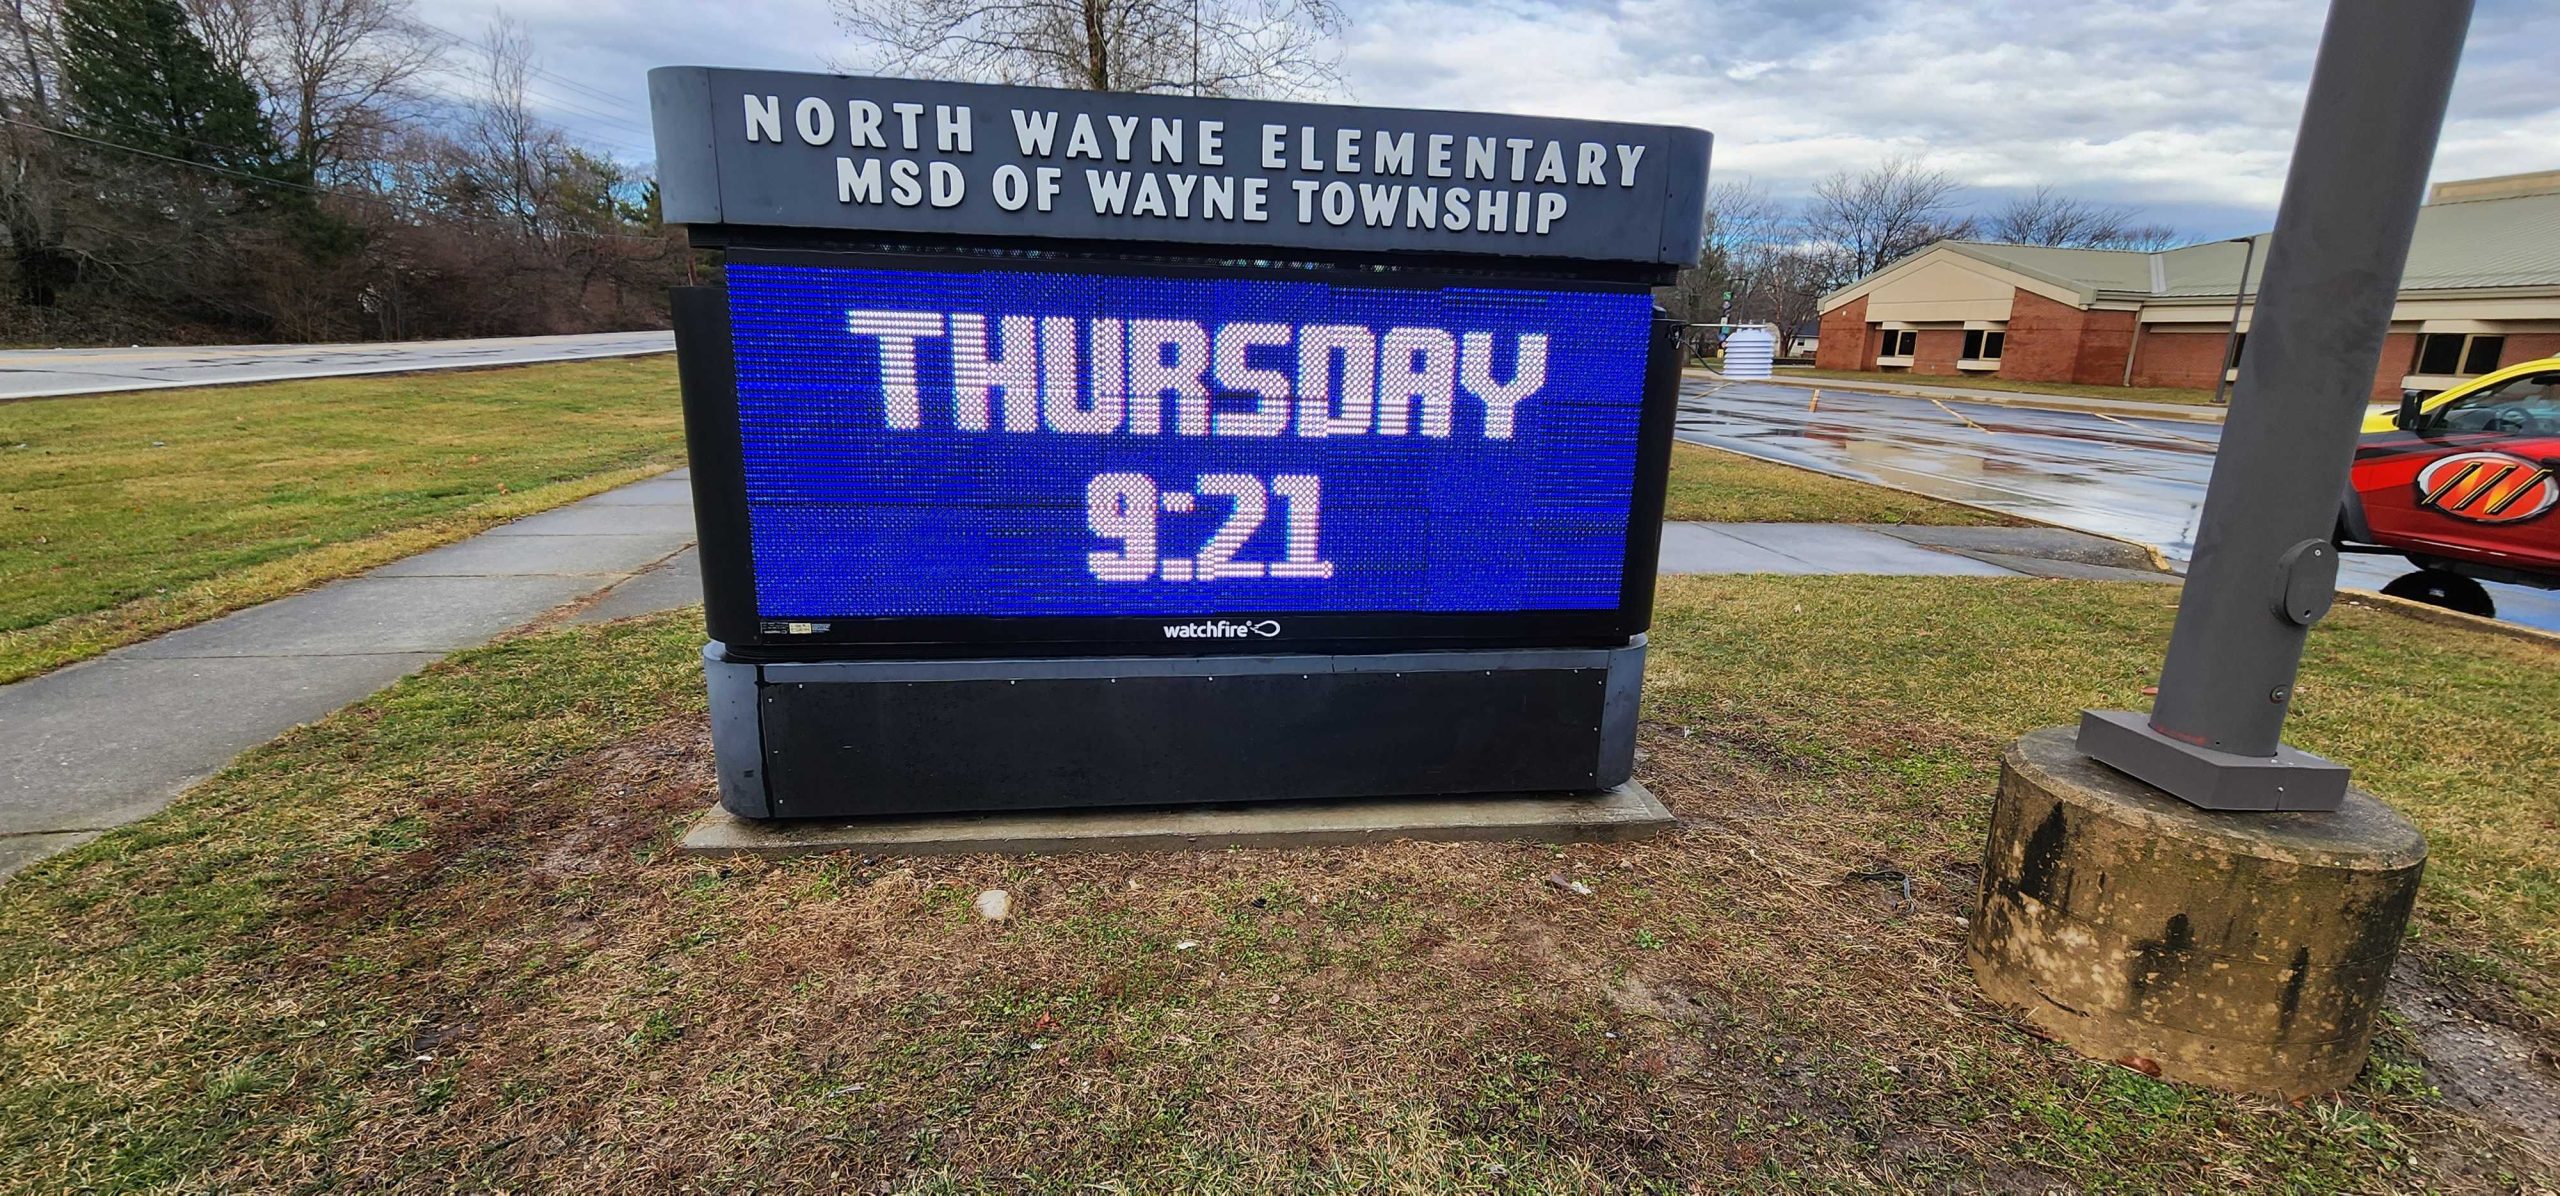 NORTH WAYNE ELEMENTARY
MSD OF WAYNE TOWNSHIP
THURSDAY
9:21
watchfire